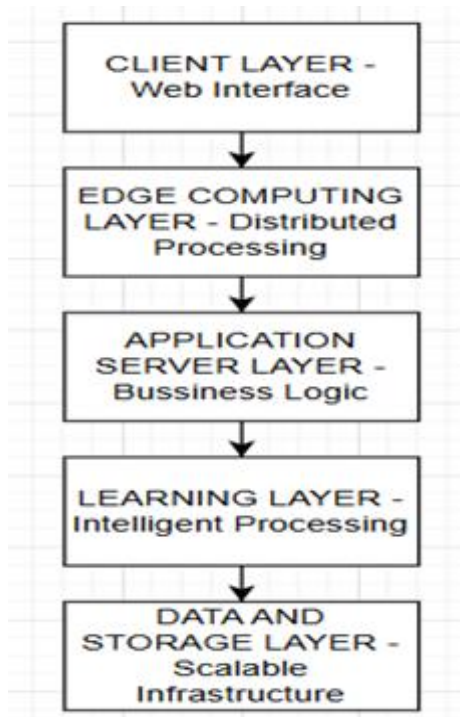 CLIENT LAYER -
Web Interface
EDGE COMPUTING
LAYER - Distributed
Processing
APPLICATION
SERVER LAYER -
Bussiness Logic
LEARNING LAYER -
Intelligent Processing
DATA AND
STORAGE LAYER -
Scalable
Infrastructure